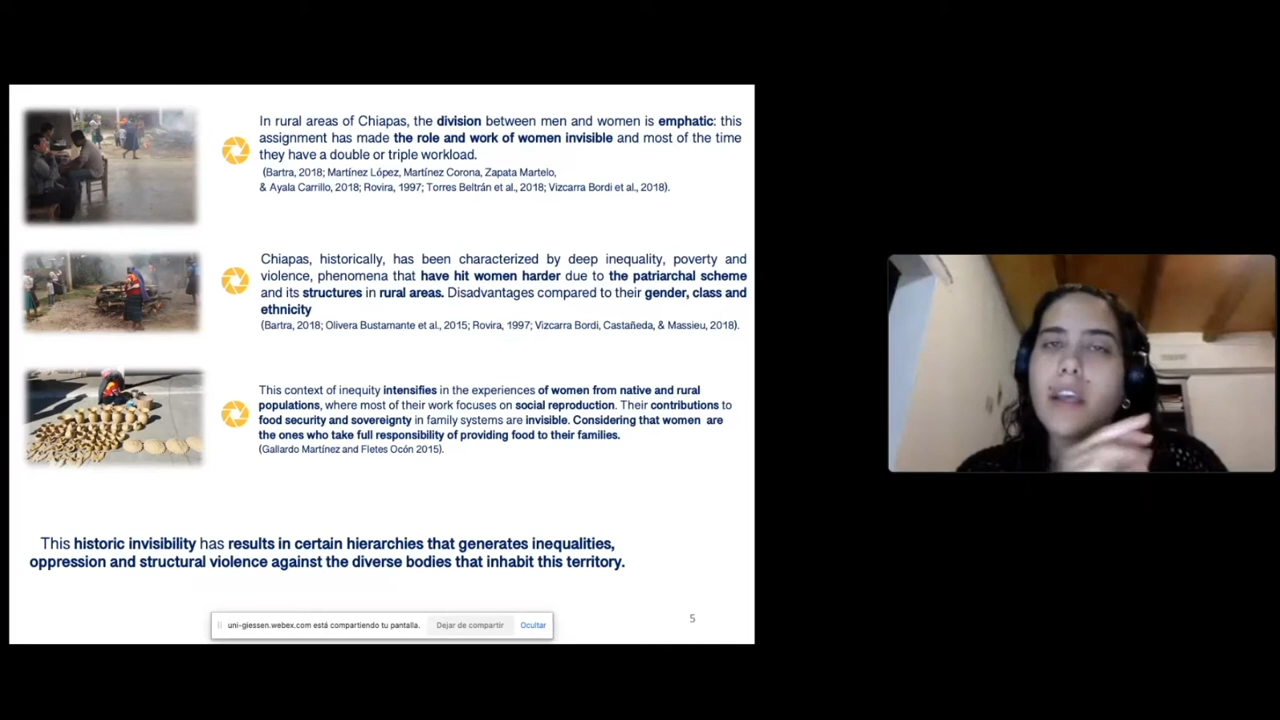 In rural areas of Chiapas, the division between men and women is emphatic: this
assignment has made the role and work of women invisible and most of the time
they have a double or triple workload.
(Bartra, 2018; Martínez López, Martínez Corona, Zapata Martelo,
& Ayala Carrillo, 2018; Rovira, 1997; Torres Beltrán et al., 2018; Vizcarra Bordi et al., 2018).
Chiapas, historically, has been characterized by deep inequality, poverty and
violence, phenomena that have hit women harder due to the patriarchal scheme
and its structures in rural areas. Disadvantages compared to their gender, class and
ethnicity
(Bartra, 2018; Olivera Bustamante et al., 2015; Rovira, 1997; Vizcarra Bordi, Castañeda, & Massieu, 2018).
This context of inequity intensifies in the experiences of women from native and rural
populations, where most of their work focuses on social reproduction. Their contributions to
food security and sovereignty in family systems are invisible. Considering that women are
the ones who take full responsibility of providing food to their families.
(Gallardo Martínez and Fletes Ocón 2015).
This historic invisibility has results in certain hierarchies that generates inequalities,
oppression and structural violence against the diverse bodies that inhabit this territory.
uni-giessen.webex.com está compartiendo tu pantalla. Dejar de compartir Ocultar
5